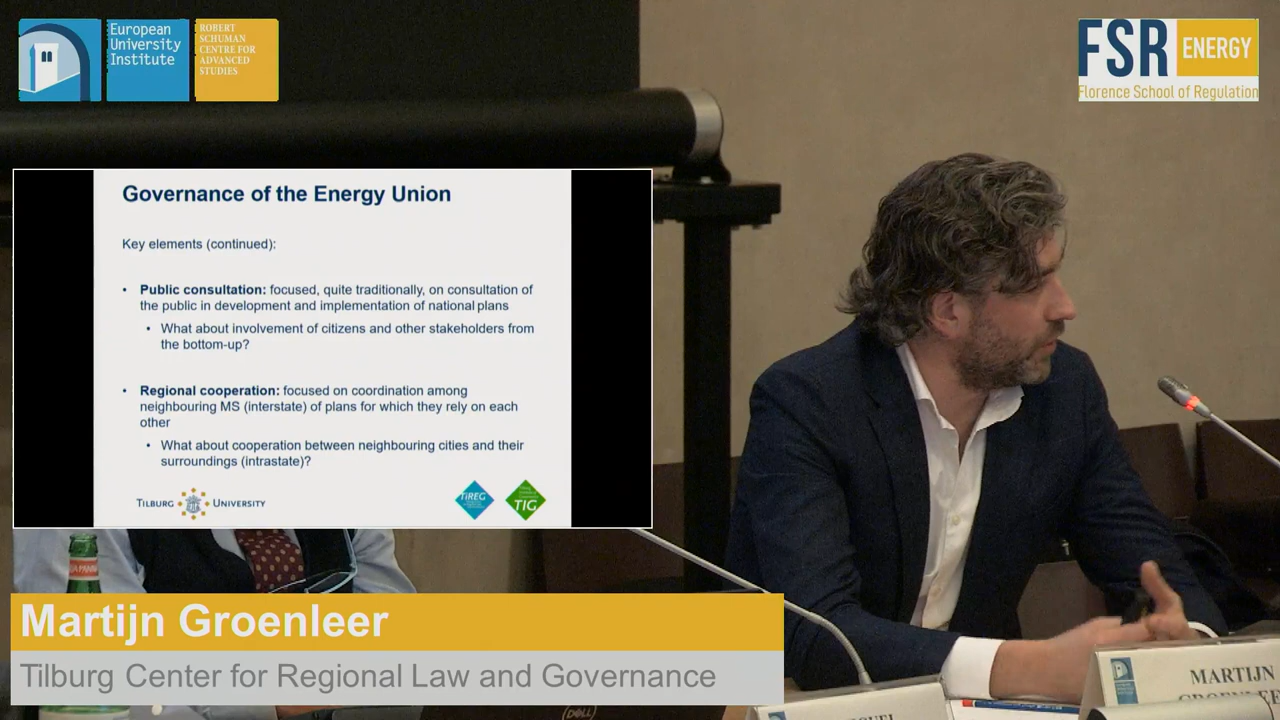 European
University
Institute
ROBERT
SCHUMAN
CENTRE FOR
ADVANCED
STUDIES
FSR ENERGY
Florence School of Regulation
Governance of the Energy Union
Key elements (continued):
• Public consultation: focused, quite traditionally, on consultation of
the public in development and implementation of national plans
• What about involvement of citizens and other stakeholders from
the bottom-up?
• Regional cooperation: focused on coordination among
neighbouring MS (interstate) of plans for which they rely on each
other
• What about cooperation between neighbouring cities and their
surroundings (intrastate)?
TILBURG UNIVERSITY
TiREG
TIG
Martijn Groenleer
Tilburg Center for Regional Law and Governance
MARTIJN
DELL